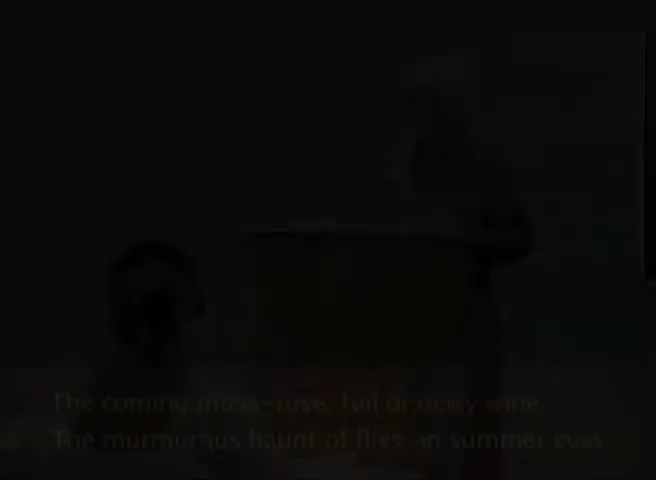 The coming musk-rose, full of dewy wine,
The murmurous haunt of flies on summer eves.